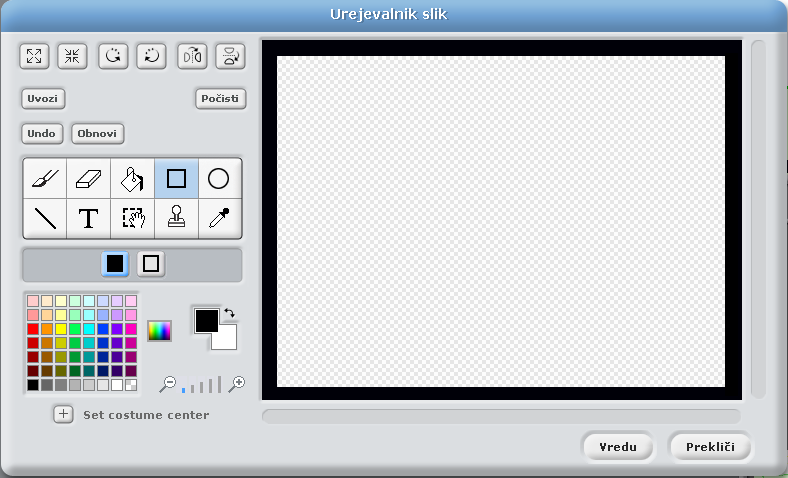 Urejevalnik slik
Uvozi
Počisti
Undo
Obnovi
T
Set costume center
Vredu
Prekliči